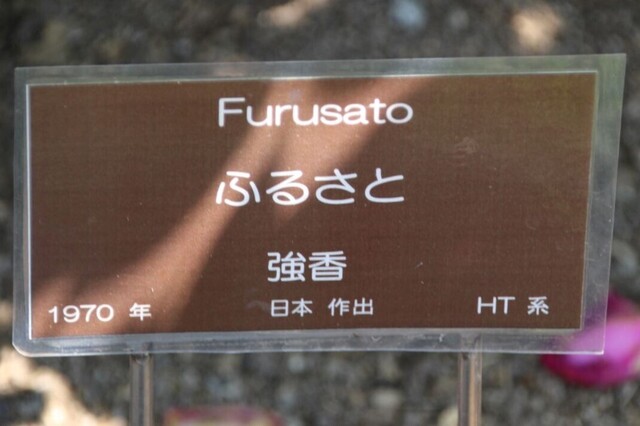 Furusato
ふるさと
強香
1970 年 日本 作出 HT 系